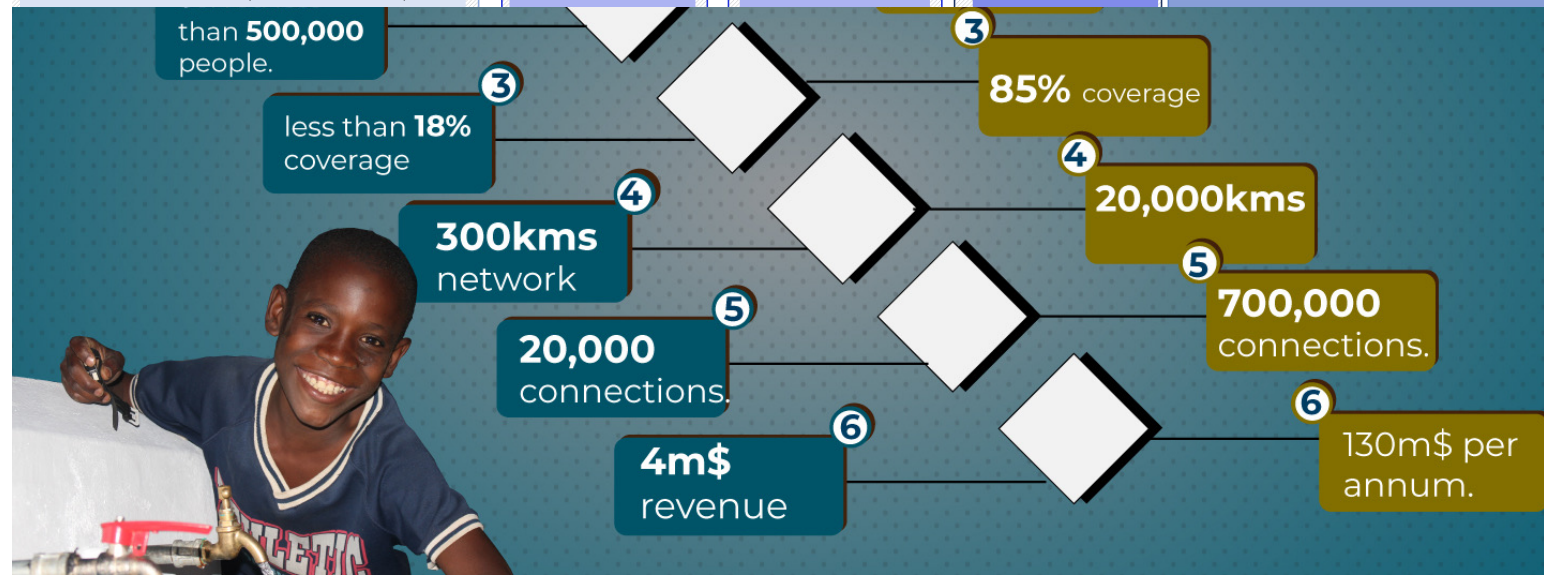 than 500,000
people.
3
less than 18%
coverage
4
300kms
network
5
20,000
connections.
6
4m$
revenue
3
85% coverage
4
20,000kms
5
700,000
connections.
6
130m$ per
annum.